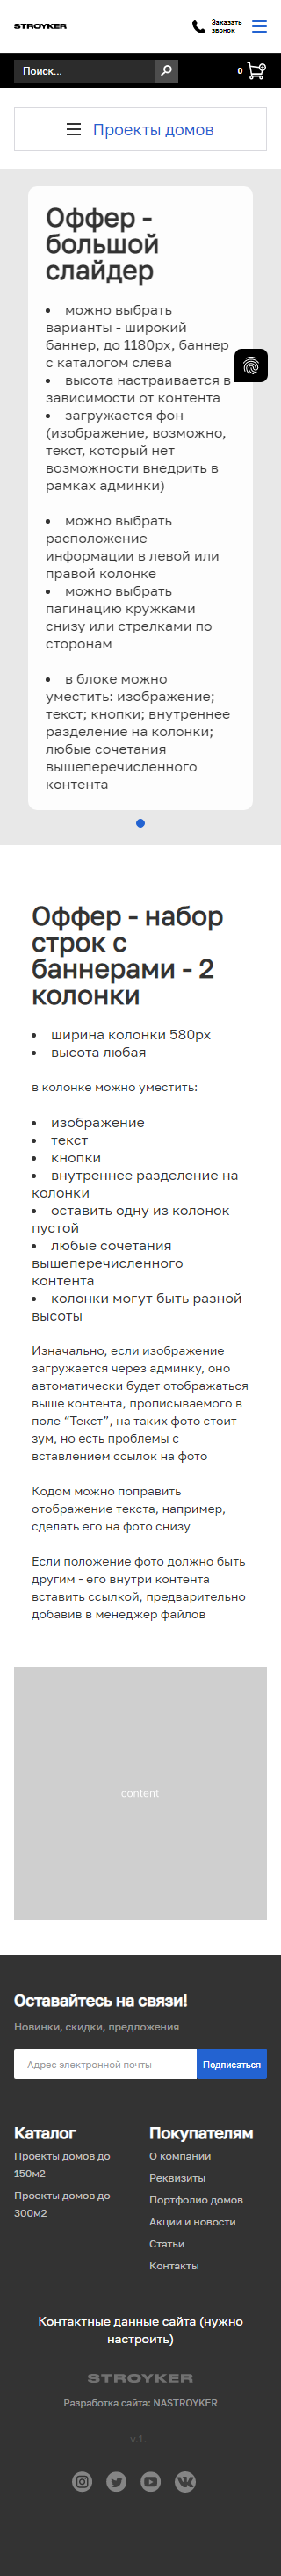 STROYKER
Заказать
звонок
Поиск...
0
Проекты домов
Оффер -
большой
слайдер
• можно выбрать
варианты - широкий
баннер, до 1180px, баннер
с каталогом слева
• высота настраивается в
зависимости от контента
• загружается фон
(изображение, возможно,
текст, который нет
возможности внедрить в
рамках админки)
• можно выбрать
расположение
информации в левой или
правой колонке
• можно выбрать
пагинацию кружками
снизу или стрелками по
сторонам
• в блоке можно
уместить: изображение;
текст; кнопки; внутреннее
разделение на колонки;
любые сочетания
вышеперечисленного
контента
Оффер - набор
строк с
баннерами - 2
колонки
• ширина колонки 580px
• высота любая
в колонке можно уместить:
• изображение
• текст
• кнопки
• внутреннее разделение на
колонки
• оставить одну из колонок
пустой
• любые сочетания
вышеперечисленного
контента
• колонки могут быть разной
высоты
Изначально, если изображение
загружается через админку, оно
автоматически будет отображаться
выше контента, прописываемого в
поле “Текст”, на таких фото стоит
зум, но есть проблемы с
вставлением ссылок на фото
Кодом можно поправить
отображение текста, например,
сделать его на фото снизу
Если положение фото должно быть
другим - его внутри контента
вставить ссылкой, предварительно
добавив в менеджер файлов
content
Оставайтесь на связи!
Новинки, скидки, предложения
Адрес электронной почты
Подписаться
Каталог
Проекты домов до
150м2
Проекты домов до
300м2
Покупателям
О компании
Реквизиты
Портфолио домов
Акции и новости
Статьи
Контакты
Контактные данные сайта (нужно
настроить)
STROYKER
Разработка сайта: NASTROYKER
v.1.